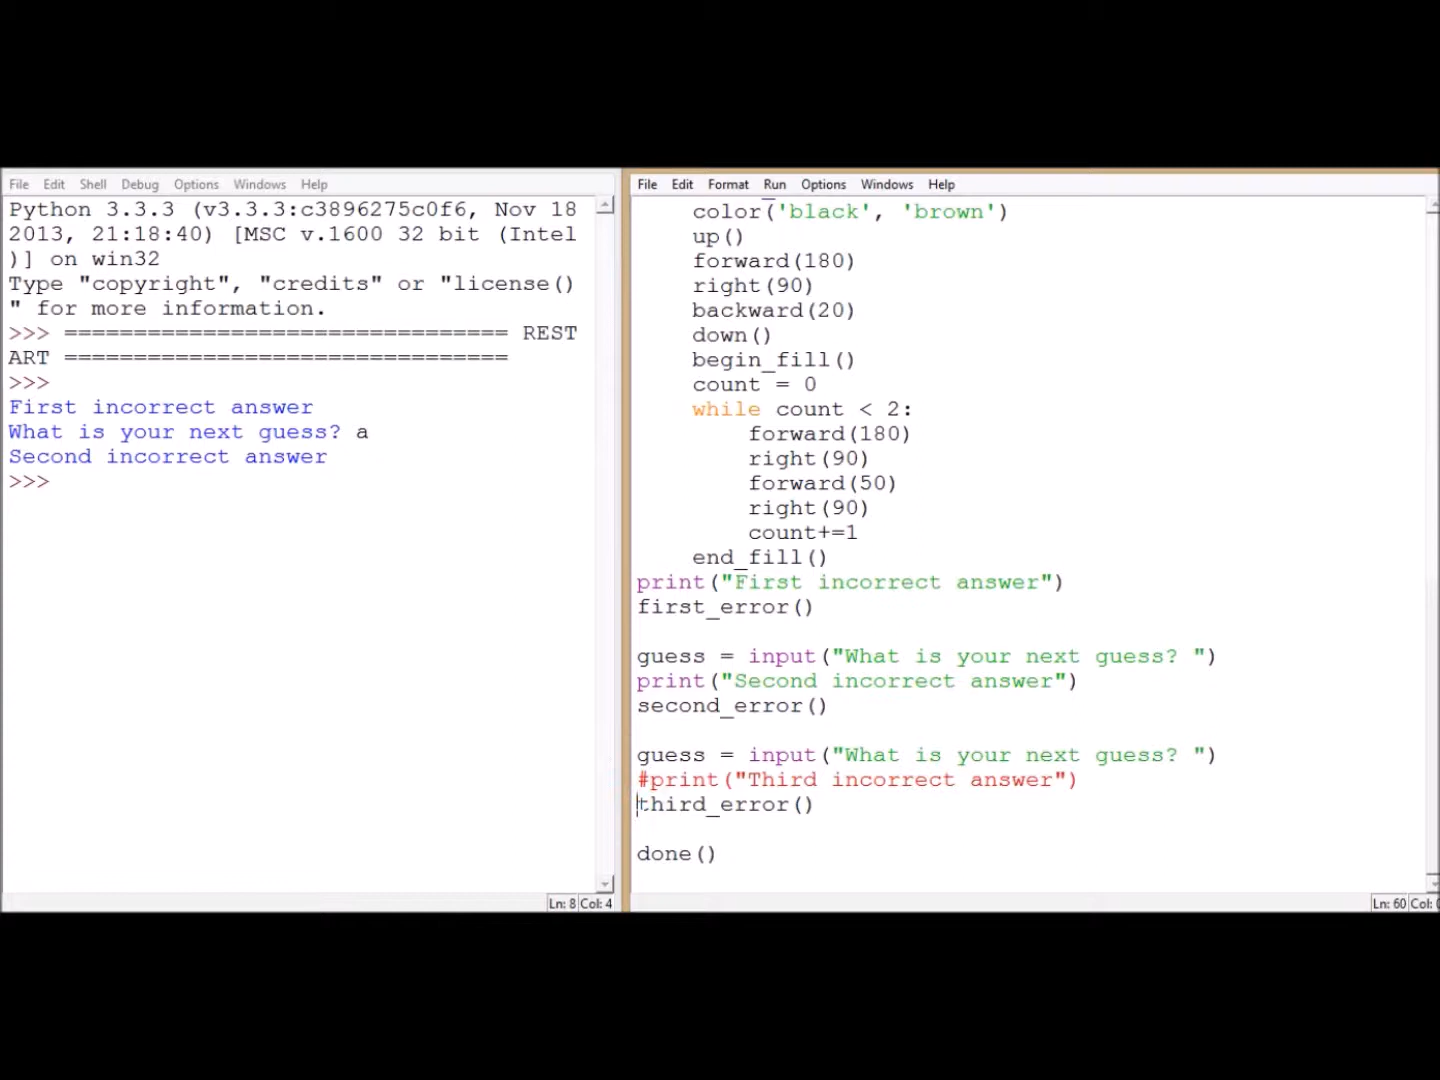 File Edit Shell Debug Options Windows Help
Python 3.3.3 (v3.3.3:c3896275c0f6, Nov 18
2013, 21:18:40) [MSC v.1600 32 bit (Intel
)] on win32
Type "copyright", "credits" or "license()
" for more information.
>>> ================================ REST
ART ================================
>>>
First incorrect answer
What is your next guess? a
Second incorrect answer
>>>
Ln: 8 Col: 4
File Edit Format Run Options Windows Help
color('black', 'brown')
up()
forward(180)
right(90)
backward(20)
down()
begin_fill()
count = 0
while count < 2:
forward(180)
right(90)
forward(50)
right(90)
count+=1
end_fill()
print("First incorrect answer")
first_error()
guess = input("What is your next guess? ")
print("Second incorrect answer")
second_error()
guess = input("What is your next guess? ")
#print("Third incorrect answer")
third_error()
done()
Ln: 60 Col: